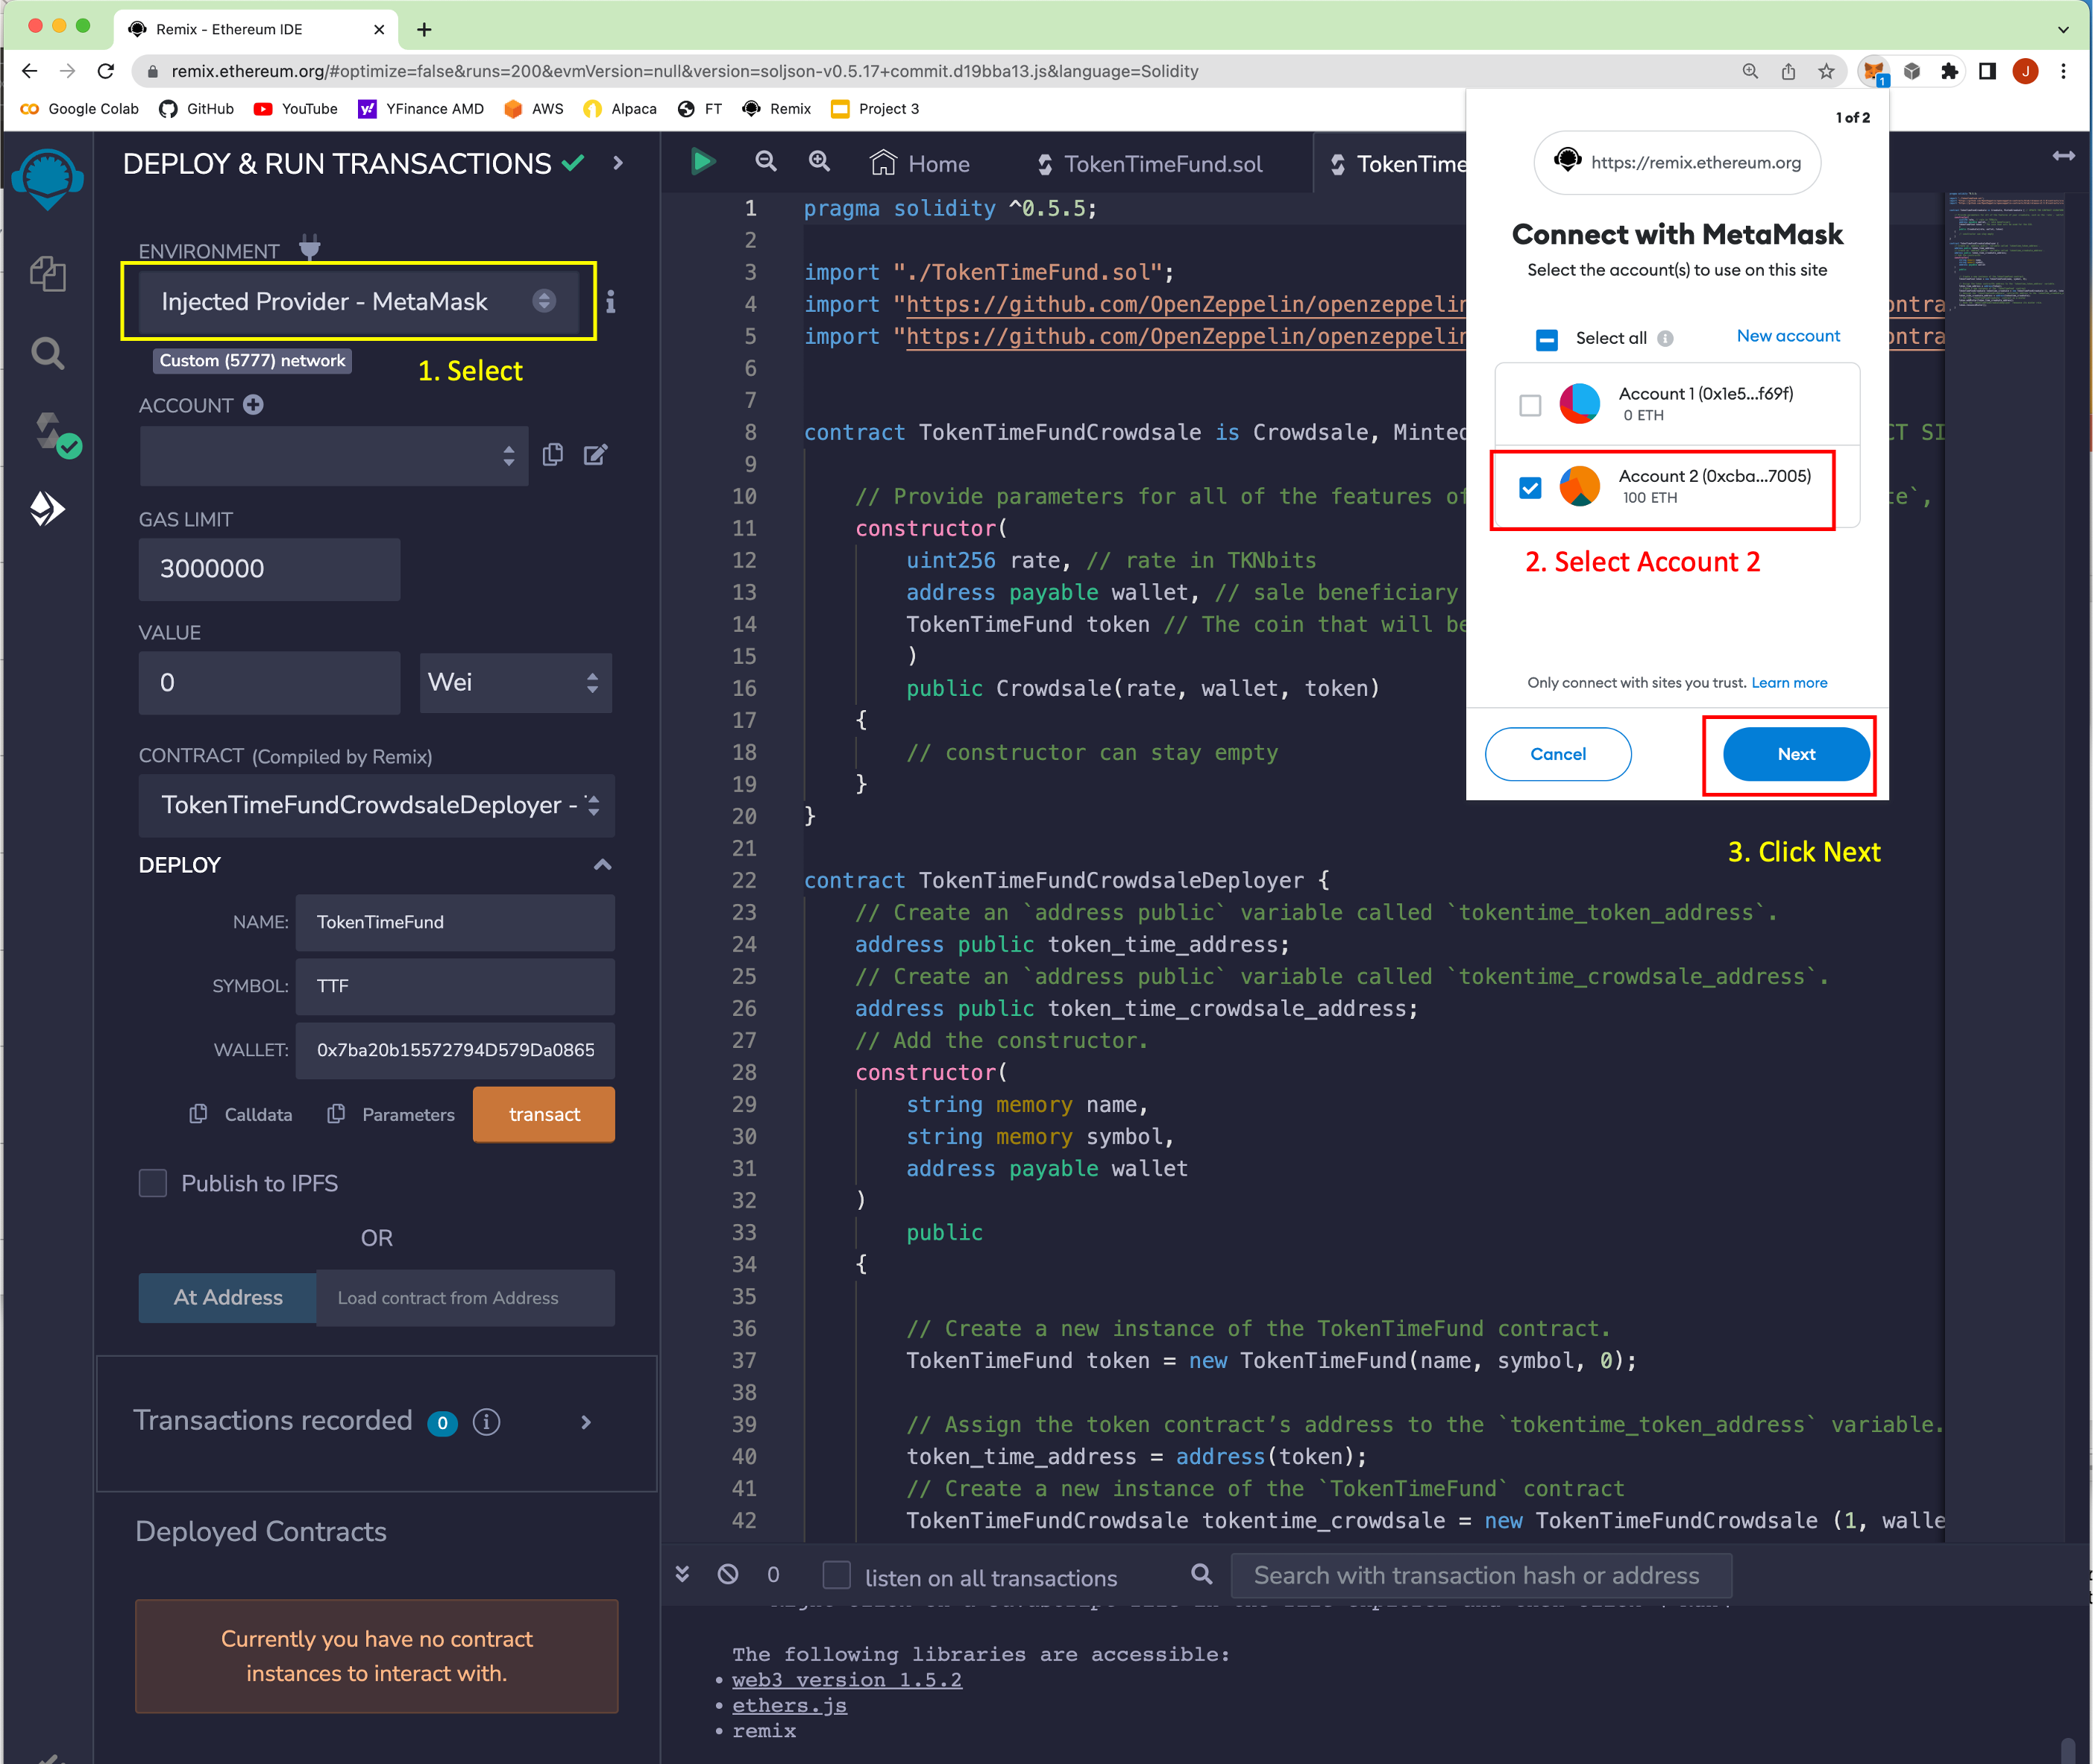 Remix - Ethereum IDE
remix.ethereum.org/#optimize=false&runs=200&evmVersion=null&version=soljson-v0.5.17+commit.d19bba13.js&language=Solidity
1
J
Google Colab GitHub YouTube YFinance AMD AWS Alpaca FT Remix Project 3
DEPLOY & RUN TRANSACTIONS
ENVIRONMENT
Injected Provider - MetaMask
Custom (5777) network
1. Select
ACCOUNT
GAS LIMIT
3000000
VALUE
0
Wei
CONTRACT (Compiled by Remix)
TokenTimeFundCrowdsaleDeployer -
DEPLOY
NAME: TokenTimeFund
SYMBOL: TTF
WALLET: 0x7ba20b15572794D579Da0865
Calldata Parameters transact
Publish to IPFS
OR
At Address Load contract from Address
Transactions recorded 0
Deployed Contracts
Currently you have no contract
instances to interact with.
Home TokenTimeFund.sol TokenTime
1 pragma solidity ^0.5.5;
2
3 import "./TokenTimeFund.sol";
4 import "https://github.com/OpenZeppelin/openzeppelin ontra
5 import "https://github.com/OpenZeppelin/openzeppelin ontra
6
7
8 contract TokenTimeFundCrowdsale is Crowdsale, Minted CT SI
9
10 // Provide parameters for all of the features of te`,
11 constructor(
12 uint256 rate, // rate in TKNbits
13 address payable wallet, // sale beneficiary
14 TokenTimeFund token // The coin that will be
15 )
16 public Crowdsale(rate, wallet, token)
17 {
18 // constructor can stay empty
19 }
20 }
21
22 contract TokenTimeFundCrowdsaleDeployer {
23 // Create an `address public` variable called `tokentime_token_address`.
24 address public token_time_address;
25 // Create an `address public` variable called `tokentime_crowdsale_address`.
26 address public token_time_crowdsale_address;
27 // Add the constructor.
28 constructor(
29 string memory name,
30 string memory symbol,
31 address payable wallet
32 )
33 public
34 {
35
36 // Create a new instance of the TokenTimeFund contract.
37 TokenTimeFund token = new TokenTimeFund(name, symbol, 0);
38
39 // Assign the token contract’s address to the `tokentime_token_address` variable.
40 token_time_address = address(token);
41 // Create a new instance of the `TokenTimeFund` contract
42 TokenTimeFundCrowdsale tokentime_crowdsale = new TokenTimeFundCrowdsale (1, walle
1 of 2
https://remix.ethereum.org
Connect with MetaMask
Select the account(s) to use on this site
Select all New account
Account 1 (0x1e5...f69f)
0 ETH
Account 2 (0xcba...7005)
100 ETH
2. Select Account 2
Only connect with sites you trust. Learn more
Cancel Next
3. Click Next
0 listen on all transactions Search with transaction hash or address
The following libraries are accessible:
• web3 version 1.5.2
• ethers.js
• remix